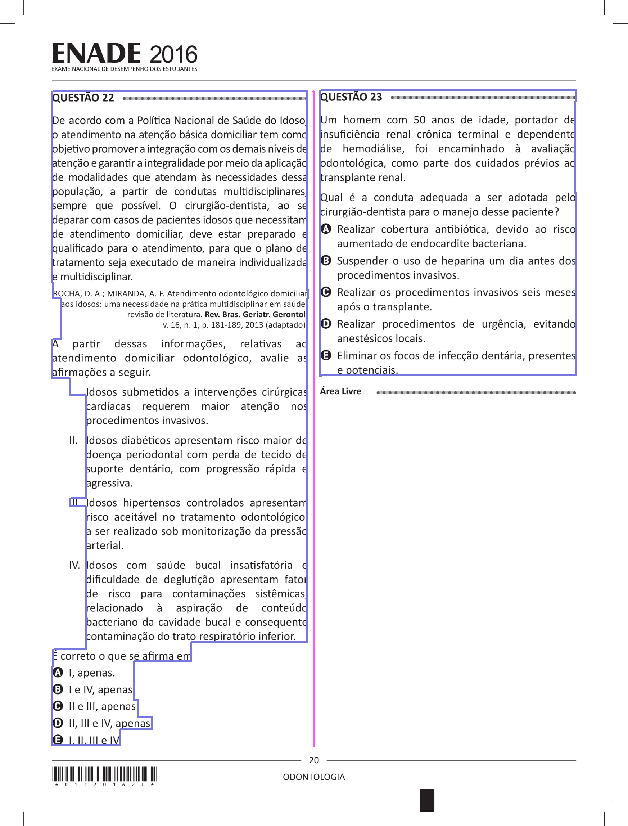 ENADE 2016
EXAME NACIONAL DE DESEMPENHO DOS ESTUDANTES
QUESTÃO 22
De acordo com a Política Nacional de Saúde do Idoso,
o atendimento na atenção básica domiciliar tem como
objetivo promover a integração com os demais níveis de
atenção e garantir a integralidade por meio da aplicação
de modalidades que atendam às necessidades dessa
população, a partir de condutas multidisciplinares,
sempre que possível. O cirurgião-dentista, ao se
deparar com casos de pacientes idosos que necessitam
de atendimento domiciliar, deve estar preparado e
qualificado para o atendimento, para que o plano de
tratamento seja executado de maneira individualizada
e multidisciplinar.
ROCHA, D. A.; MIRANDA, A. F. Atendimento odontológico domiciliar
aos idosos: uma necessidade na prática multidisciplinar em saúde:
revisão de literatura. Rev. Bras. Geriatr. Gerontol.
v. 16, n. 1, p. 181-189, 2013 (adaptado).
A partir dessas informações, relativas ao
atendimento domiciliar odontológico, avalie as
afirmações a seguir.
Idosos submetidos a intervenções cirúrgicas
cardíacas requerem maior atenção nos
procedimentos invasivos.
II. Idosos diabéticos apresentam risco maior de
doença periodontal com perda de tecido de
suporte dentário, com progressão rápida e
agressiva.
III. Idosos hipertensos controlados apresentam
risco aceitável no tratamento odontológico
a ser realizado sob monitorização da pressão
arterial.
IV. Idosos com saúde bucal insatisfatória e
dificuldade de deglutição apresentam fator
de risco para contaminações sistêmicas,
relacionado à aspiração de conteúdo
bacteriano da cavidade bucal e consequente
contaminação do trato respiratório inferior.
É correto o que se afirma em
A I, apenas.
B I e IV, apenas.
C II e III, apenas.
D II, III e IV, apenas.
E I, II, III e IV.
QUESTÃO 23
Um homem com 50 anos de idade, portador de
insuficiência renal crônica terminal e dependente
de hemodiálise, foi encaminhado à avaliação
odontológica, como parte dos cuidados prévios ao
transplante renal.
Qual é a conduta adequada a ser adotada pelo
cirurgião-dentista para o manejo desse paciente?
A Realizar cobertura antibiótica, devido ao risco
aumentado de endocardite bacteriana.
B Suspender o uso de heparina um dia antes dos
procedimentos invasivos.
C Realizar os procedimentos invasivos seis meses
após o transplante.
D Realizar procedimentos de urgência, evitando
anestésicos locais.
E Eliminar os focos de infecção dentária, presentes
e potenciais.
Área Livre
20
ODONTOLOGIA